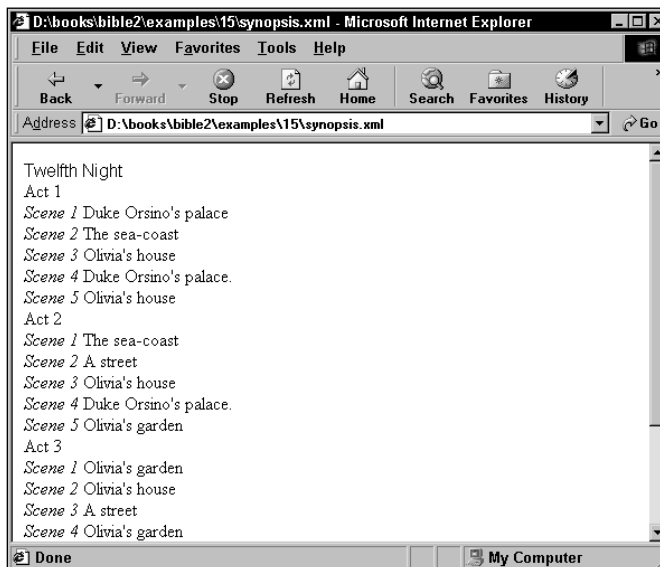 D:\books\bible2\examples\15\synopsis.xml - Microsoft Internet Explorer
File Edit View Favorites Tools Help
Back Forward Stop Refresh Home Search Favorites History
Address D:\books\bible2\examples\15\synopsis.xml Go
Twelfth Night
Act 1
Scene 1 Duke Orsino's palace
Scene 2 The sea-coast
Scene 3 Olivia's house
Scene 4 Duke Orsino's palace.
Scene 5 Olivia's house
Act 2
Scene 1 The sea-coast
Scene 2 A street
Scene 3 Olivia's house
Scene 4 Duke Orsino's palace.
Scene 5 Olivia's garden
Act 3
Scene 1 Olivia's garden
Scene 2 Olivia's house
Scene 3 A street
Scene 4 Olivia's garden
Done My Computer